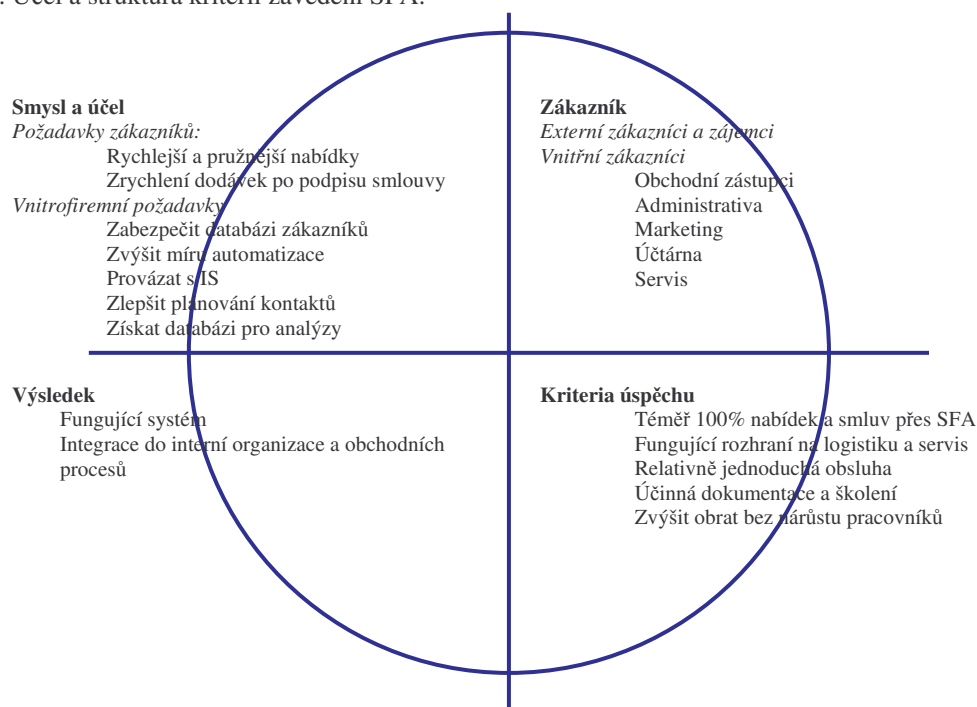 . Účel a struktura kritérií zavedení SFA.
Smysl a účel
Požadavky zákazníků:
Rychlejší a pružnější nabídky
Zrychlení dodávek po podpisu smlouvy
Vnitrofiremní požadavky
Zabezpečit databázi zákazníků
Zvýšit míru automatizace
Provázat s IS
Zlepšit plánování kontaktů
Získat databázi pro analýzy
Zákazník
Externí zákazníci a zájemci
Vnitřní zákazníci
Obchodní zástupci
Administrativa
Marketing
Účtárna
Servis
Výsledek
Fungující systém
Integrace do interní organizace a obchodních
procesů
Kriteria úspěchu
Téměř 100% nabídek a smluv přes SFA
Fungující rozhraní na logistiku a servis
Relativně jednoduchá obsluha
Účinná dokumentace a školení
Zvýšit obrat bez nárůstu pracovníků